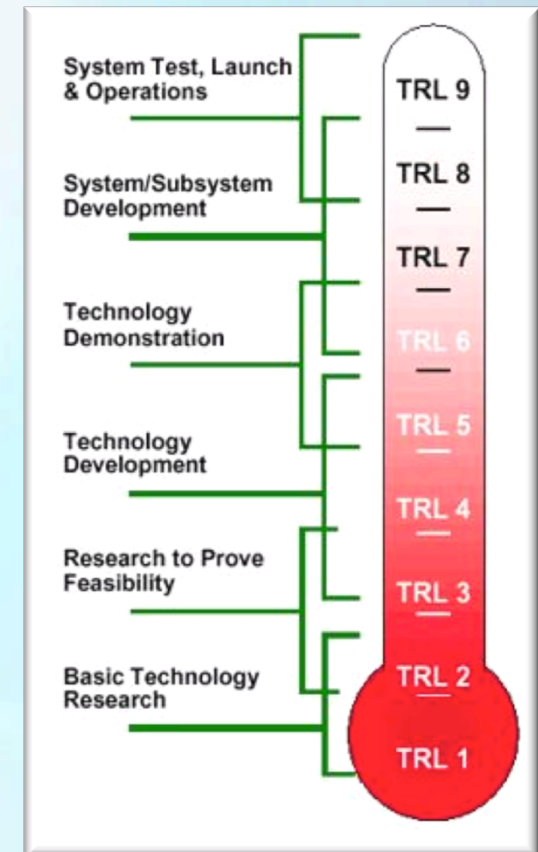 System Test, Launch
& Operations
System/Subsystem
Development
Technology
Demonstration
Technology
Development
Research to Prove
Feasibility
Basic Technology
Research
TRL 9
TRL 8
TRL 7
TRL 6
TRL 5
TRL 4
TRL 3
TRL 2
TRL 1